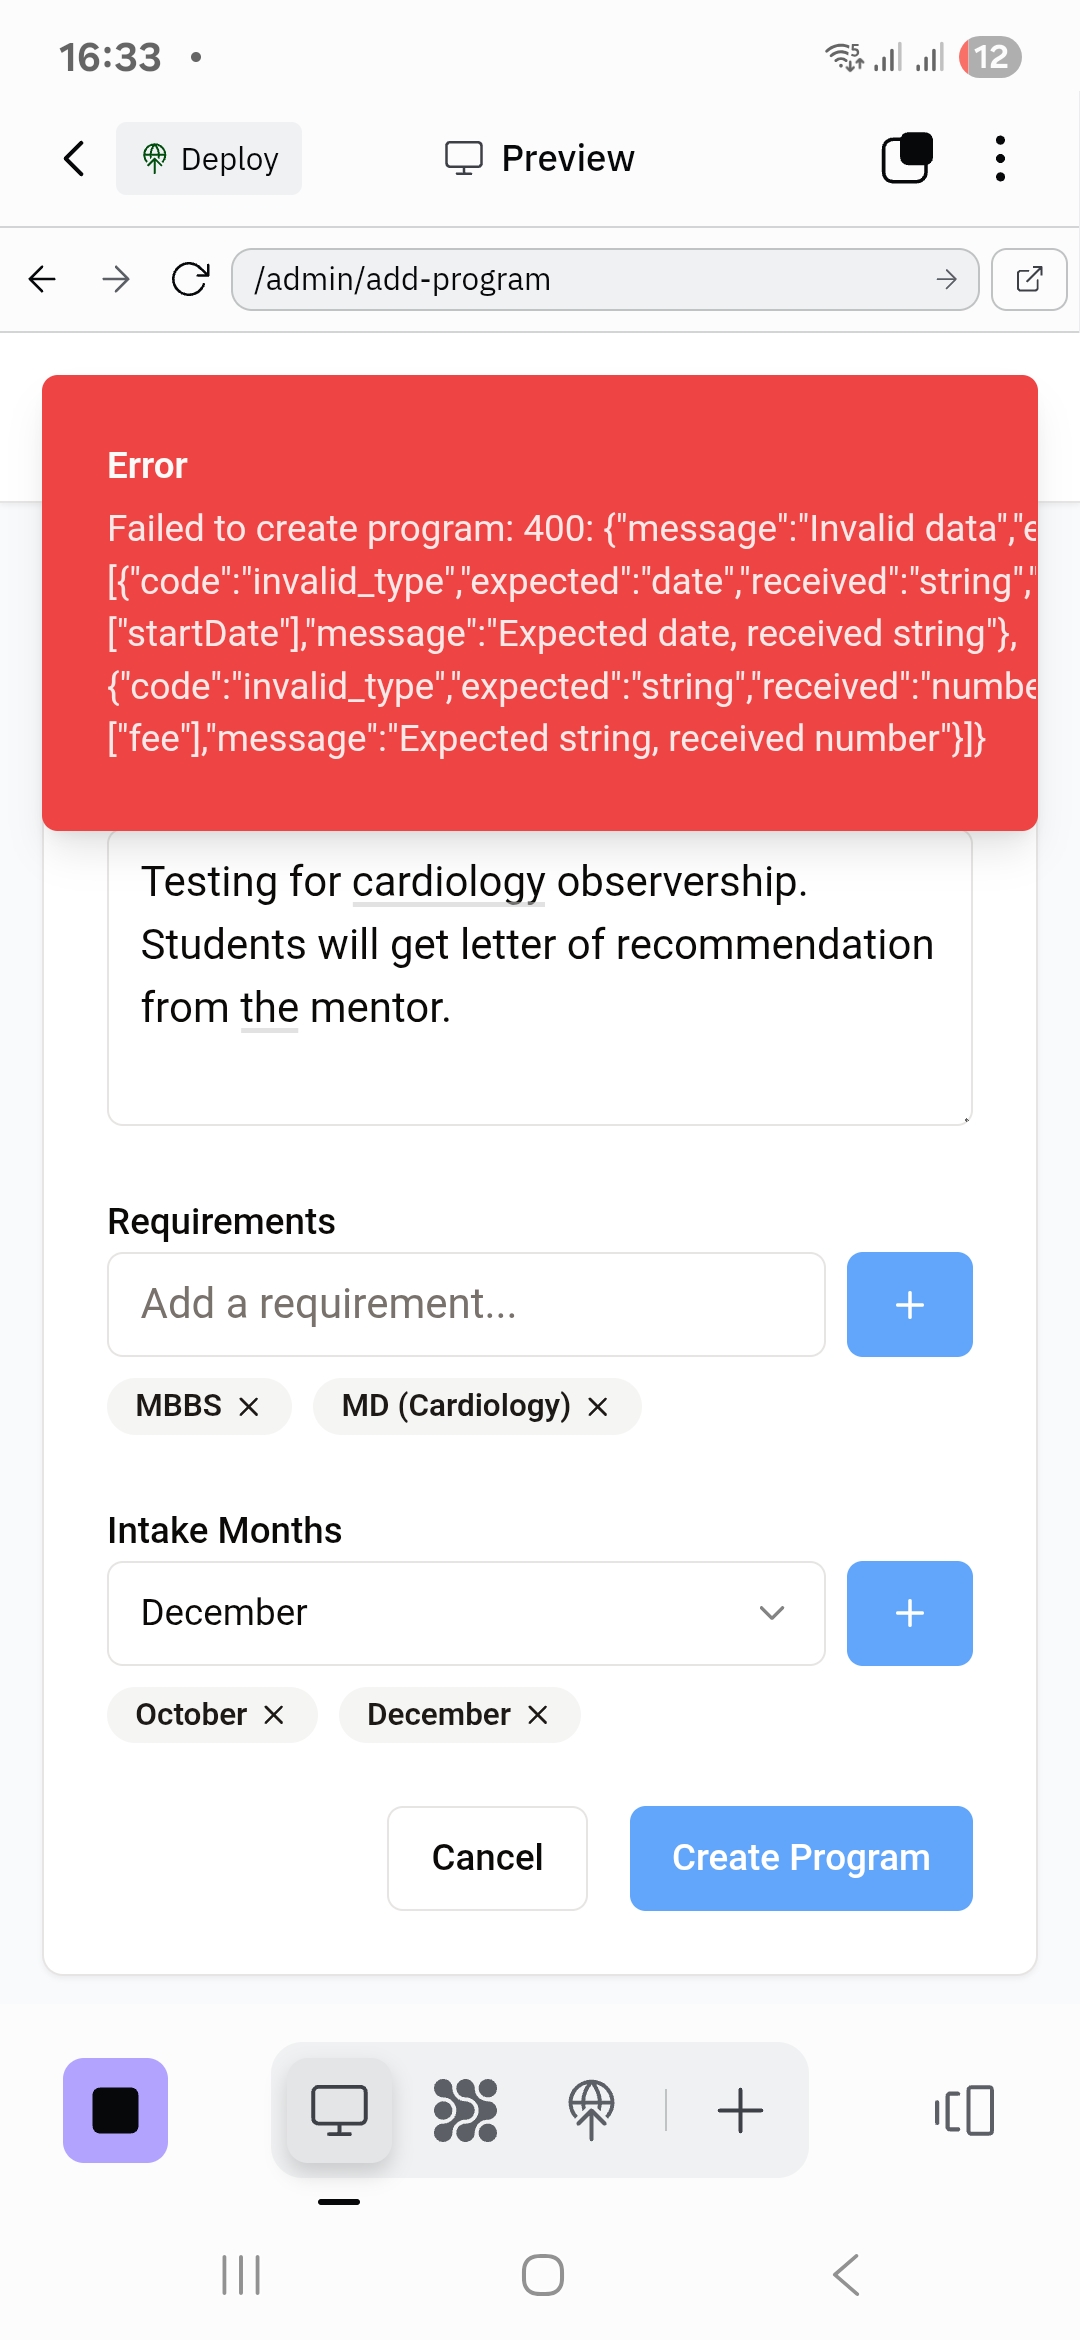 16:33
5
12
Deploy
Preview
/admin/add-program
Error
Failed to create program: 400: {"message":"Invalid data","e
[{"code":"invalid_type","expected":"date","received":"string","
["startDate"],"message":"Expected date, received string"},
{"code":"invalid_type","expected":"string","received":"numbe
["fee"],"message":"Expected string, received number"}]}
Testing for cardiology observership.
Students will get letter of recommendation
from the mentor.
Requirements
Add a requirement...
MBBS
MD (Cardiology)
Intake Months
December
October
December
Cancel
Create Program